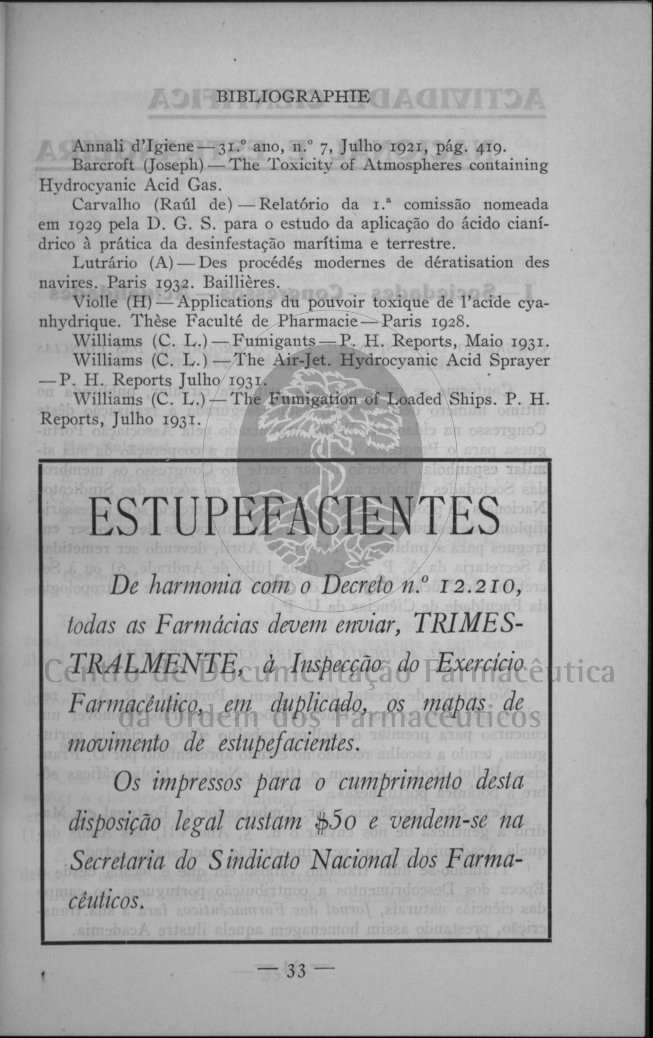 BIBLIOGRAPHIE
Annali d'Igiene — 31.º ano, n.º 7, Julho 1921, pág. 419.
Barcroft (Joseph) — The Toxicity of Atmospheres containing
Hydrocyanic Acid Gas.
Carvalho (Raúl de) — Relatório da 1.ª comissão nomeada
em 1929 pela D. G. S. para o estudo da aplicação do ácido cianí-
drico à prática da desinfestação marítima e terrestre.
Lutrário (A) — Des procédés modernes de dératisation des
navires. Paris 1932. Baillières.
Violle (H) — Applications du pouvoir toxique de l'acide cya-
nhydrique. Thèse Faculté de Pharmacie — Paris 1928.
Williams (C. L.) — Fumigants — P. H. Reports, Maio 1931.
Williams (C. L.) — The Air-Jet. Hydrocyanic Acid Sprayer
— P. H. Reports Julho 1931.
Williams (C. L.) — The Fumigation of Loaded Ships. P. H.
Reports, Julho 1931.
ESTUPEFACIENTES
De harmonia com o Decreto n.º 12.210,
todas as Farmácias devem enviar, TRIMES-
TRALMENTE, à Inspecção do Exercício
Farmacêutico, em duplicado, os mapas de
movimento de estupefacientes.
Os impressos para o cumprimento desta
disposição legal custam $50 e vendem-se na
Secretaria do Sindicato Nacional dos Farma-
cêuticos.
Centro de Documentação Farmacêutica
da Ordem dos Farmacêuticos
— 33 —